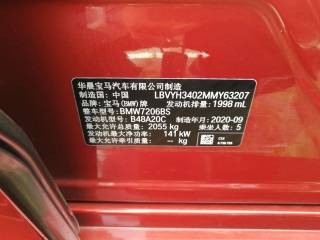 华晨宝马汽车有限公司制造
制造国: 中国 LBVYH3402MMY63207
品牌: 宝马(BMW)牌 发动机排量: 1998 mL
整车型号: BMW7206BS
发动机型号: B48A20C 制造年月: 2020-09
最大允许总质量: 2055 kg 乘坐人数: 5
发动机最大净功率: 141 kW
最大允许牵引质量: — kg